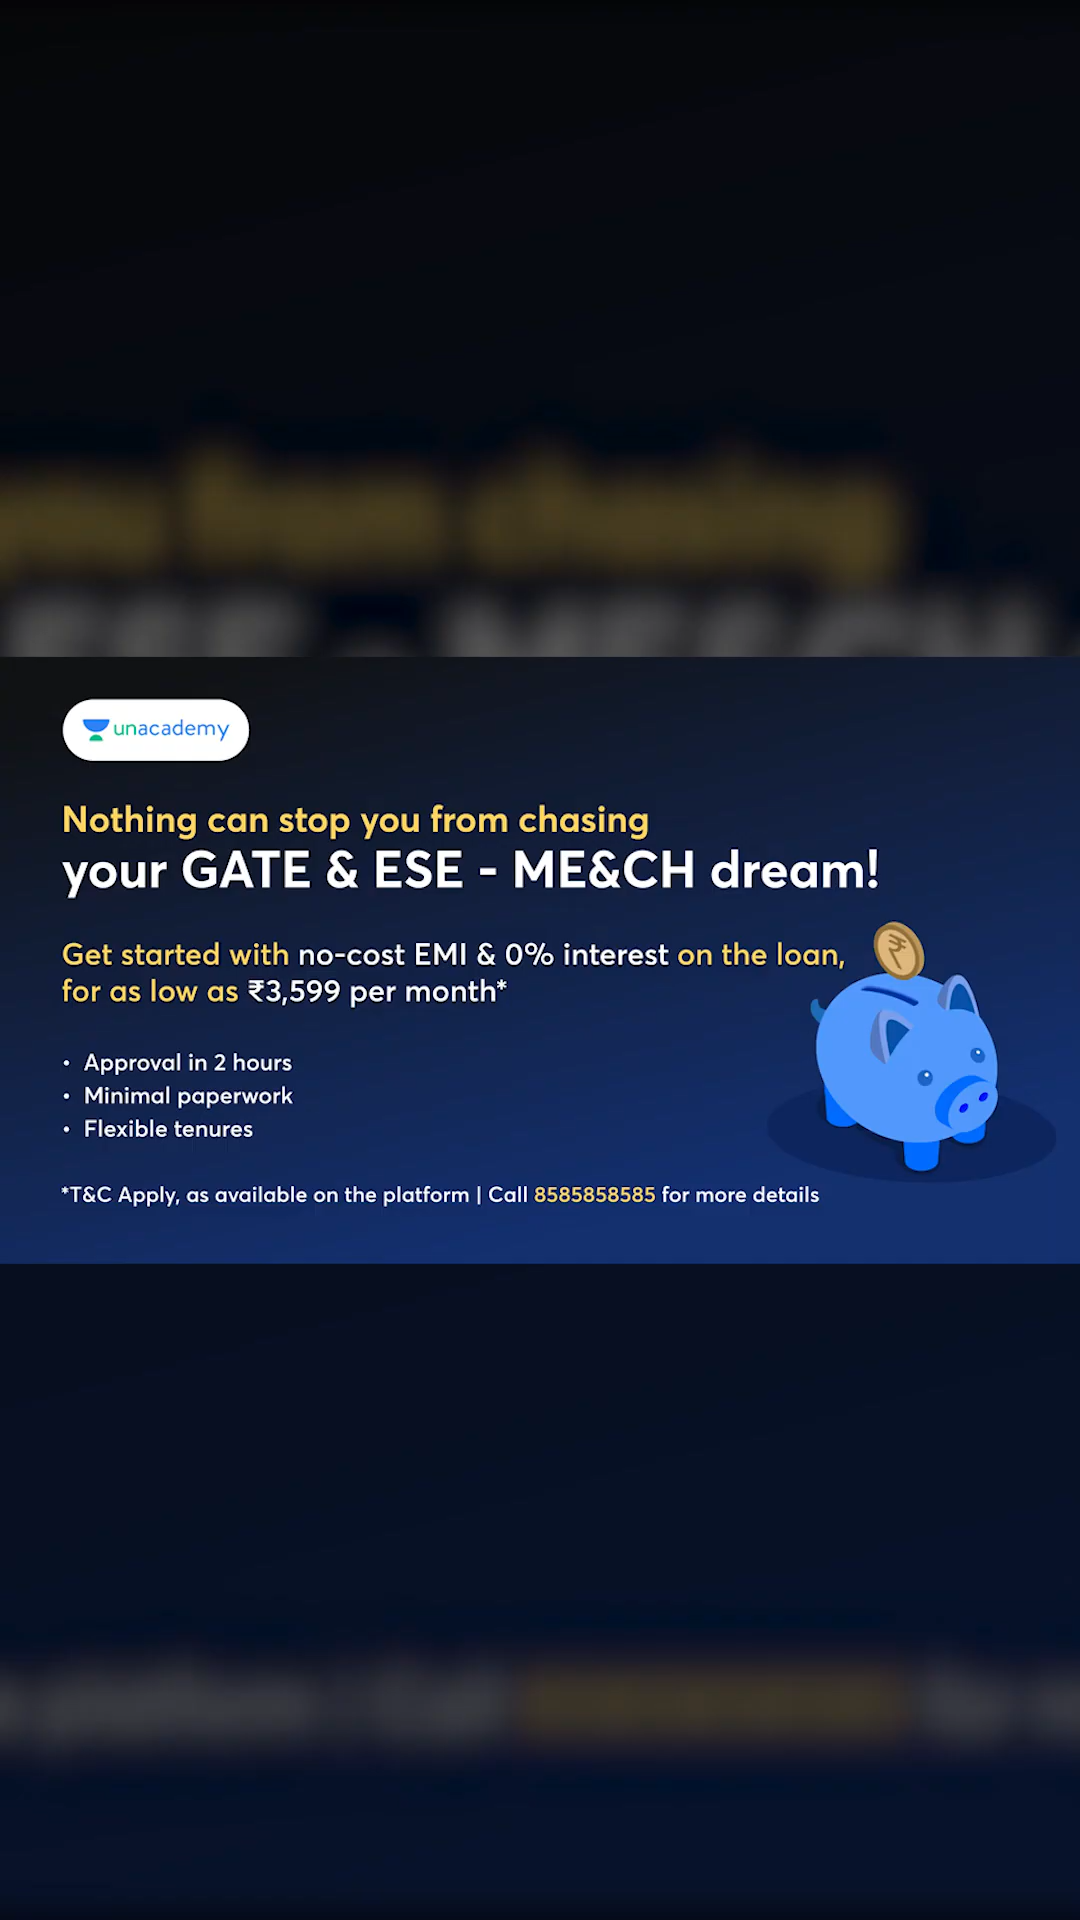 unacademy
Nothing can stop you from chasing
your GATE & ESE - ME&CH dream!
Get started with no-cost EMI & 0% interest on the loan,
for as low as ₹3,599 per month*
• Approval in 2 hours
• Minimal paperwork
• Flexible tenures
*T&C Apply, as available on the platform | Call 8585858585 for more details